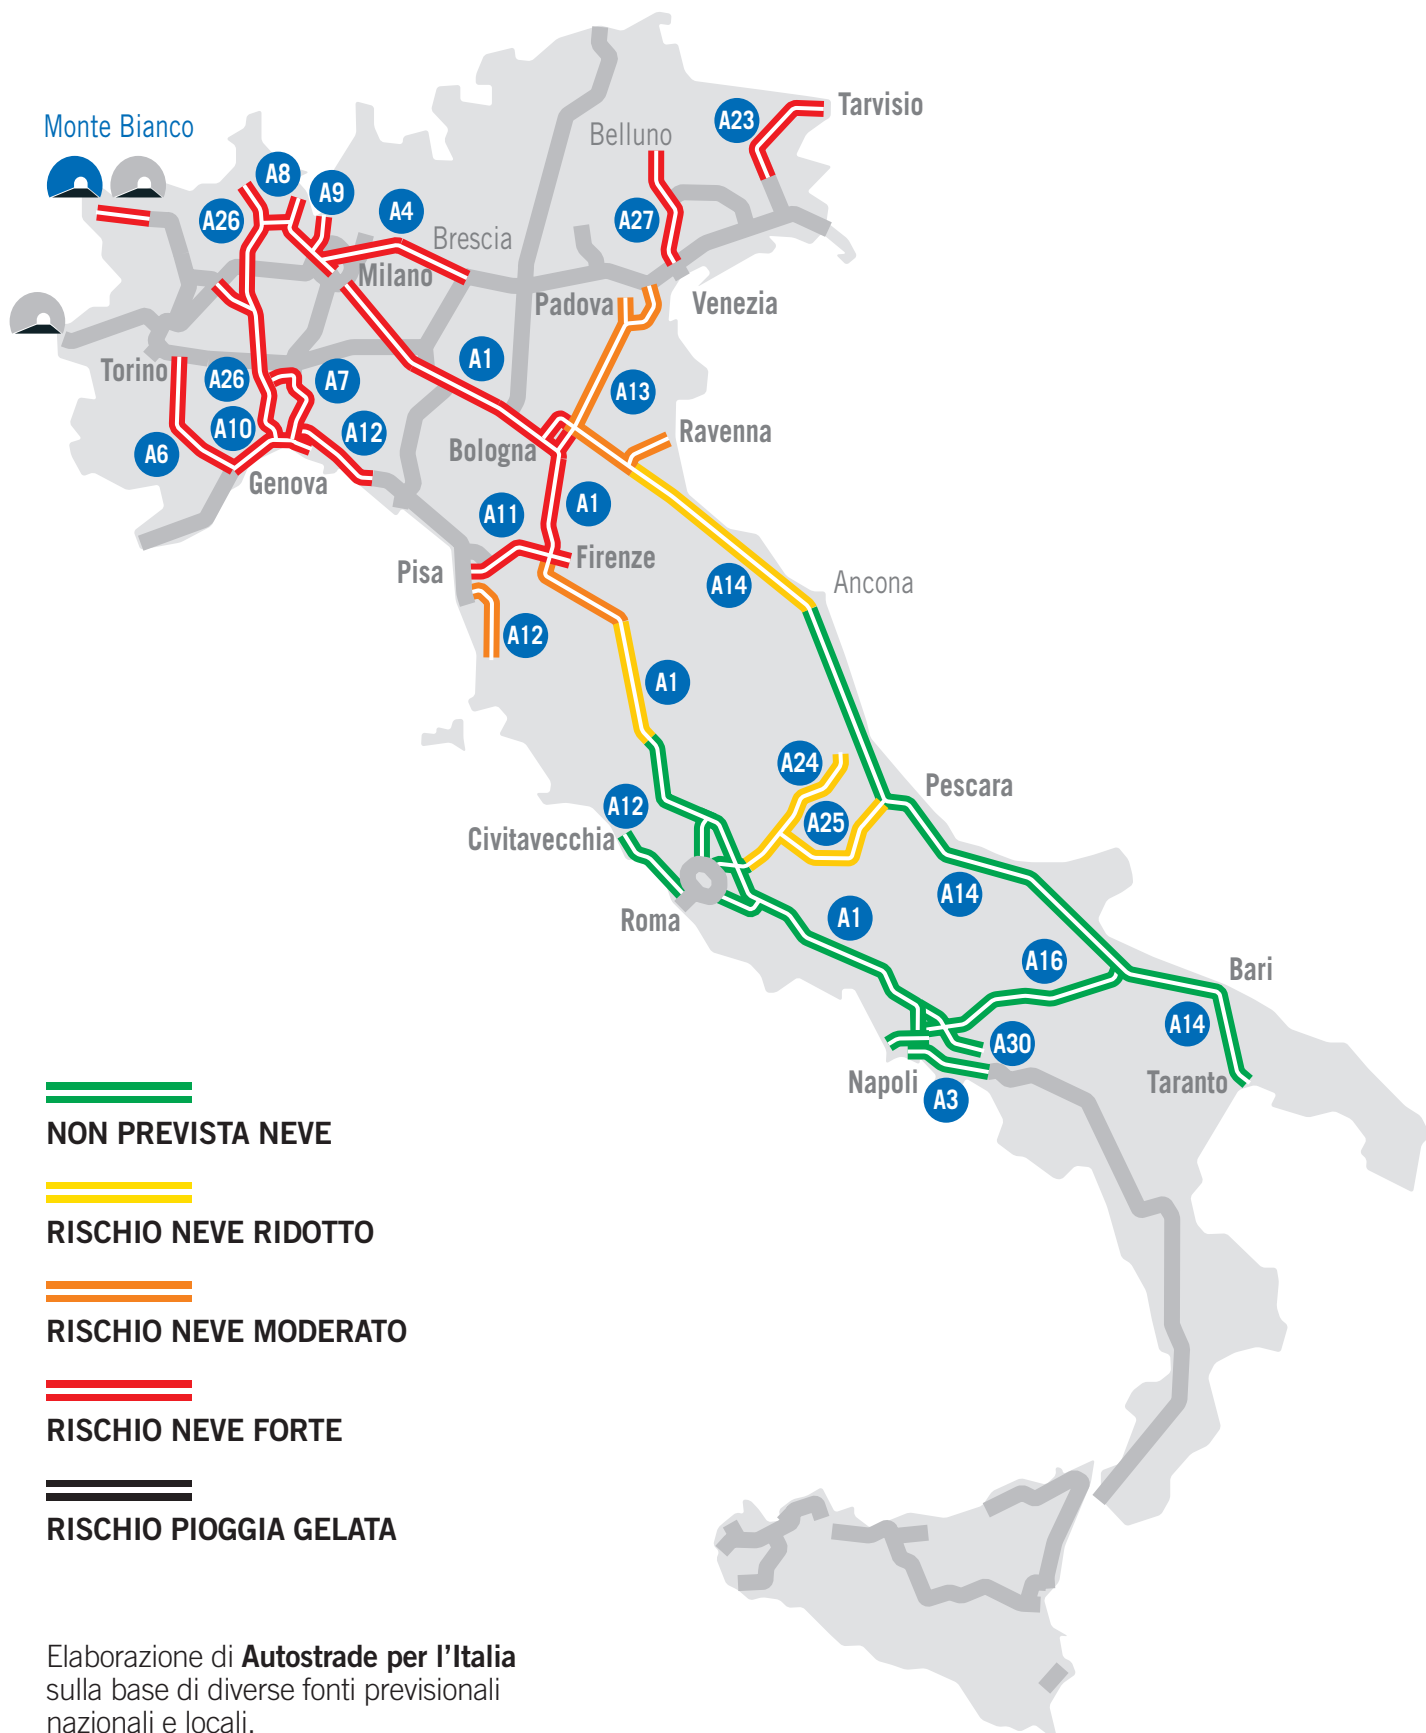 Tarvisio
A23
Monte Bianco
Belluno
A8
A9
A26
A4
A27
Brescia
Milano
Padova
Venezia
Torino
A26
A7
A1
A13
A10
A12
A6
Ravenna
Bologna
Genova
A11
A1
Firenze
Pisa
A14
Ancona
A12
A1
A24
Pescara
A12
A25
Civitavecchia
A14
Roma
A1
A16
Bari
A14
A30
Napoli
A3
Taranto
NON PREVISTA NEVE
RISCHIO NEVE RIDOTTO
RISCHIO NEVE MODERATO
RISCHIO NEVE FORTE
RISCHIO PIOGGIA GELATA
Elaborazione di Autostrade per l'Italia
sulla base di diverse fonti previsionali
nazionali e locali.